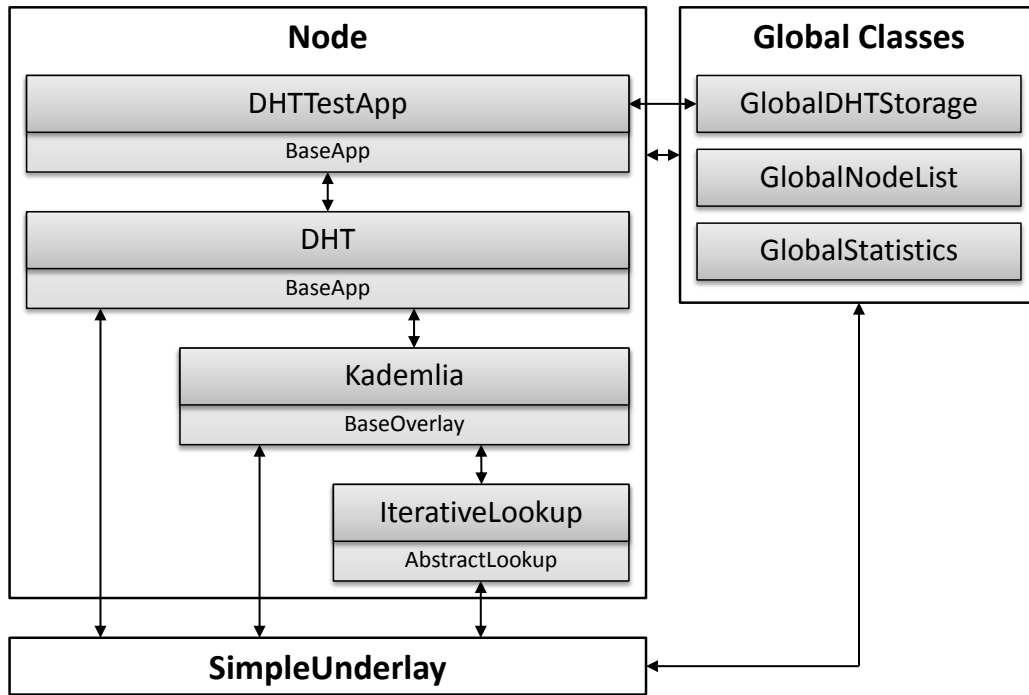 Node
DHTTestApp
BaseApp
DHT
BaseApp
Kademlia
BaseOverlay
IterativeLookup
AbstractLookup
Global Classes
GlobalDHTStorage
GlobalNodeList
GlobalStatistics
SimpleUnderlay